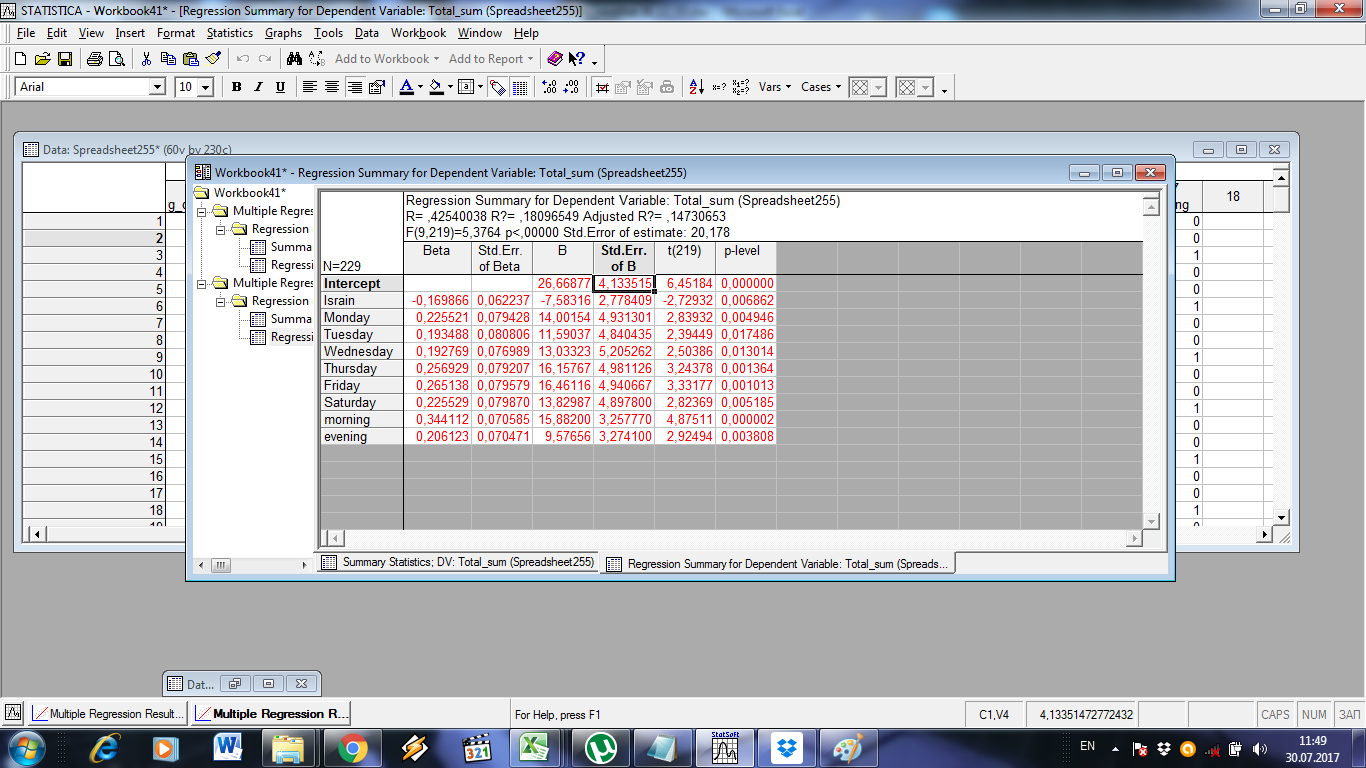 STATISTICA - Workbook41* - [Regression Summary for Dependent Variable: Total_sum (Spreadsheet255)]
File Edit View Insert Format Statistics Graphs Tools Data Workbook Window Help
Add to Workbook Add to Report
Arial 10 B I U Vars Cases
Data: Spreadsheet255* (60v by 230c)
Workbook41* - Regression Summary for Dependent Variable: Total_sum (Spreadsheet255)
Workbook41*
Multiple Regres
Regression
Summa
Regressi
Multiple Regres
Regression
Summa
Regressi
Regression Summary for Dependent Variable: Total_sum (Spreadsheet255)
R= ,42540038 R?= ,18096549 Adjusted R?= ,14730653
F(9,219)=5,3764 p<,00000 Std.Error of estimate: 20,178
N=229 Beta Std.Err. of Beta B Std.Err. of B t(219) p-level
Intercept 26,66877 4,133515 6,45184 0,000000
Israin -0,169866 0,062237 -7,58316 2,778409 -2,72932 0,006862
Monday 0,225521 0,079428 14,00154 4,931301 2,83932 0,004946
Tuesday 0,193488 0,080806 11,59037 4,840435 2,39449 0,017486
Wednesday 0,192769 0,076989 13,03323 5,205262 2,50386 0,013014
Thursday 0,256929 0,079207 16,15767 4,981126 3,24378 0,001364
Friday 0,265138 0,079579 16,46116 4,940667 3,33177 0,001013
Saturday 0,225529 0,079870 13,82987 4,897800 2,82369 0,005185
morning 0,344112 0,070585 15,88200 3,257770 4,87511 0,000002
evening 0,206123 0,070471 9,57656 3,274100 2,92494 0,003808
Summary Statistics; DV: Total_sum (Spreadsheet255)
Regression Summary for Dependent Variable: Total_sum (Spreads...
18
1 0
2 0
3 1
4 0
5 0
6 1
7 0
8 0
9 1
10 0
11 0
12 1
13 0
14 0
15 1
16 0
17 0
18 1
Dat...
Multiple Regression Result...
Multiple Regression R...
For Help, press F1
C1,V4 4,13351472772432 CAPS NUM ЗАП
321
StatSoft
EN
11:49
30.07.2017